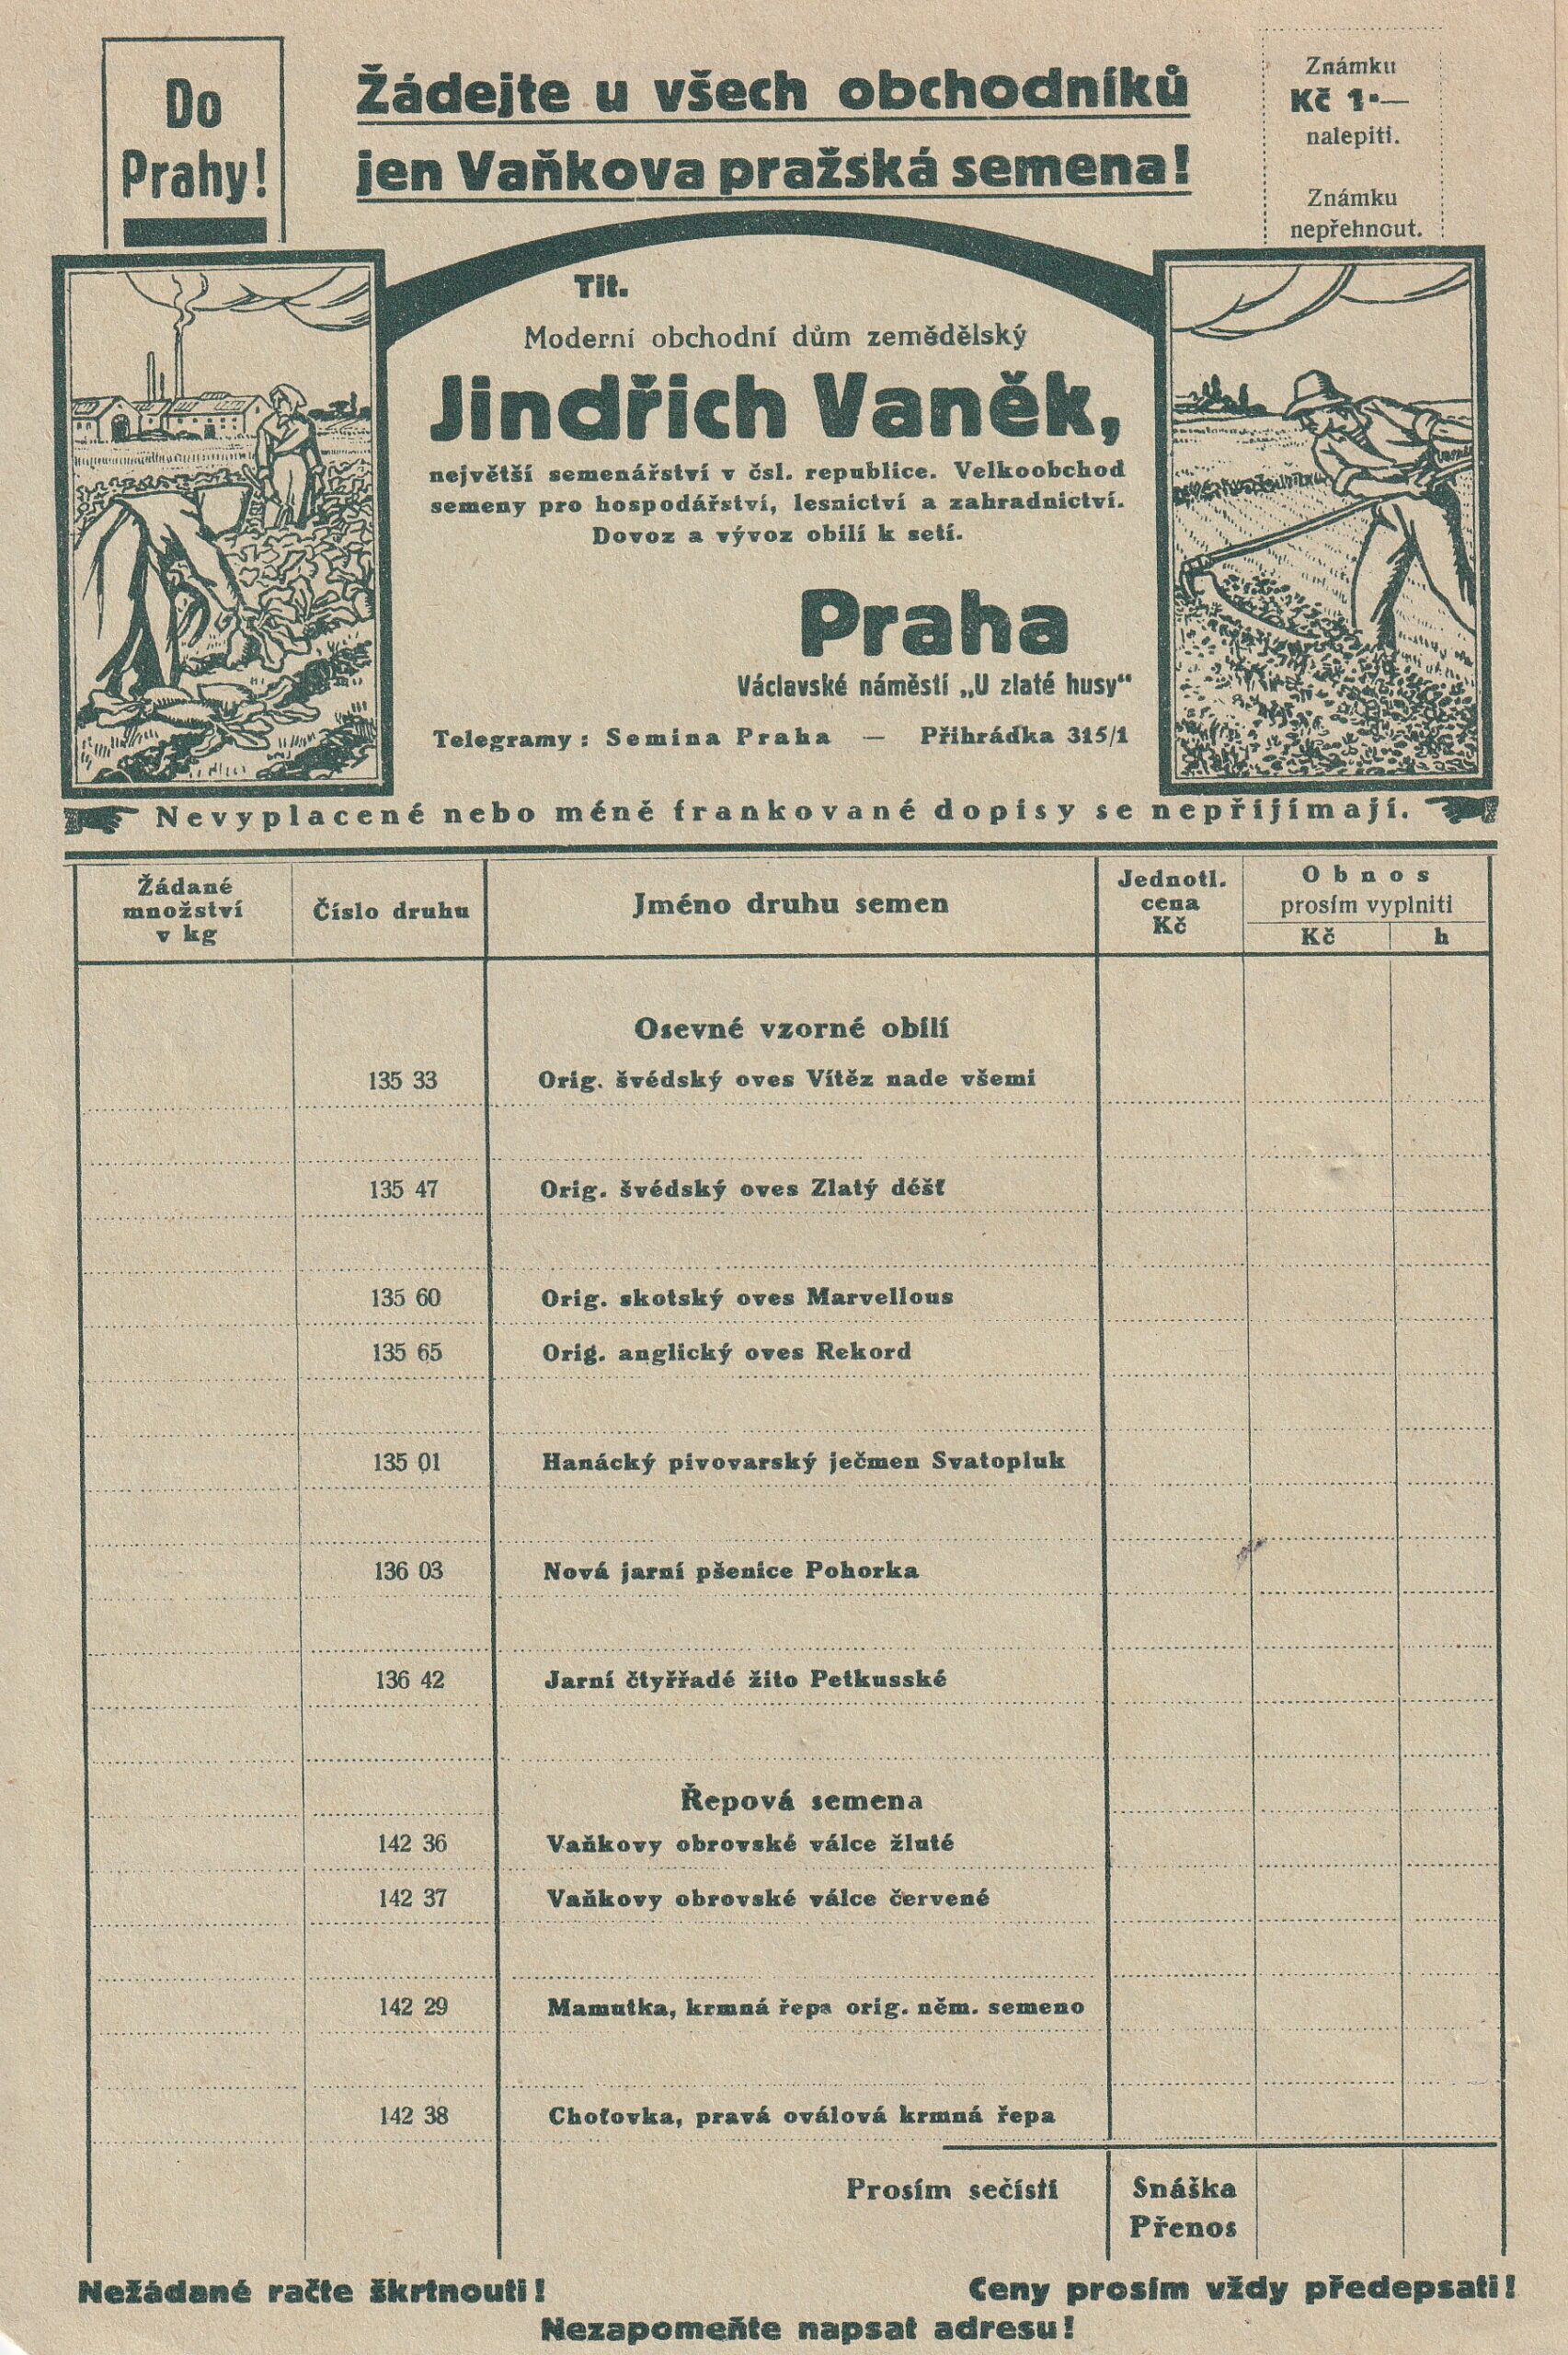 Do
Prahy!
Žádejte u všech obchodníků
jen Vaňkova pražská semena!
Známku
Kč 1·—
nalepiti.
Známku
nepřehnout.
Tit.
Moderní obchodní dům zemědělský
Jindřich Vaněk,
největší semenářství v čsl. republice. Velkoobchod
semeny pro hospodářství, lesnictví a zahradnictví.
Dovoz a vývoz obilí k setí.
Praha
Václavské náměstí „U zlaté husy“
Telegramy: Semina Praha — Přihrádka 315/1
Nevyplacené nebo méně frankované dopisy se nepřijímají.
Žádané
množství
v kg
Číslo druhu
Jméno druhu semen
Jednotl.
cena
Kč
Obnos
prosím vyplniti
Kč h
Osevné vzorné obilí
135 33 Orig. švédský oves Vítěz nade všemi
135 47 Orig. švédský oves Zlatý déšť
135 60 Orig. skotský oves Marvellous
135 65 Orig. anglický oves Rekord
135 01 Hanácký pivovarský ječmen Svatopluk
136 03 Nová jarní pšenice Pohorka
136 42 Jarní čtyřřadé žito Petkusské
Řepová semena
142 36 Vaňkovy obrovské válce žluté
142 37 Vaňkovy obrovské válce červené
142 29 Mamutka, krmná řepa orig. něm. semeno
142 38 Choťovka, pravá oválová krmná řepa
Prosím sečísti Snáška
Přenos
Nežádané račte škrtnouti! Ceny prosím vždy předepsati!
Nezapomeňte napsat adresu!